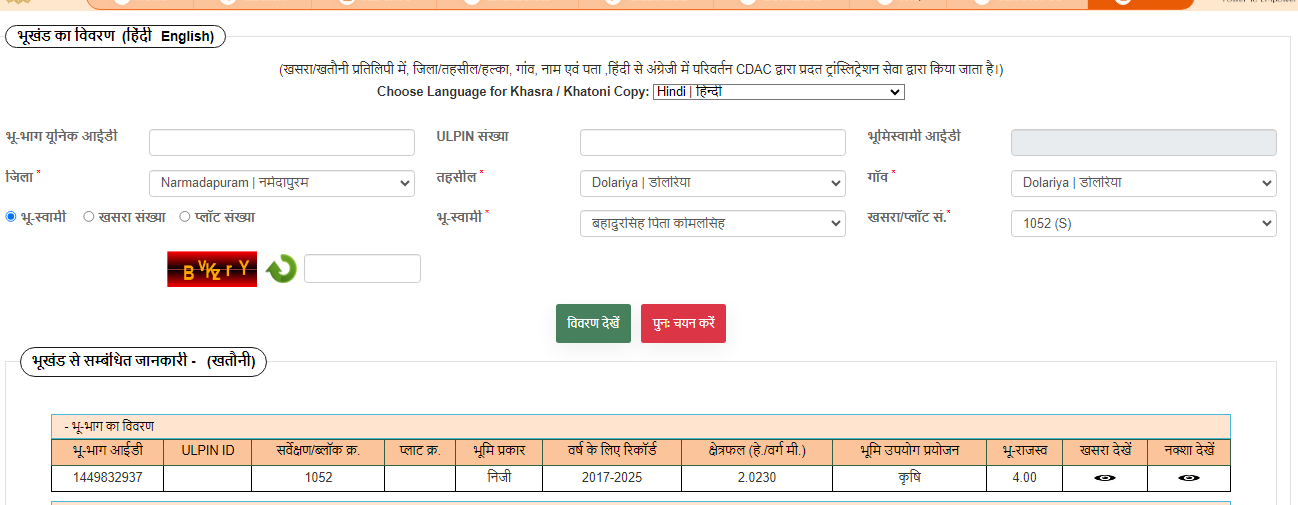 भूखंड का विवरण (हिंदी English)
(खसरा/खतौनी प्रतिलिपी में, जिला/तहसील/हल्का, गांव, नाम एवं पता ,हिंदी से अंग्रेजी में परिवर्तन CDAC द्वारा प्रदत ट्रांस्लिट्रेशन सेवा द्वारा किया जाता है।)
Choose Language for Khasra / Khatoni Copy: Hindi | हिन्दी
भू-भाग यूनिक आईडी ULPIN संख्या भूमिस्वामी आईडी
जिला * Narmadapuram | नर्मदापुरम तहसील * Dolariya | डोलरिया गाँव * Dolariya | डोलरिया
भू-स्वामी खसरा संख्या प्लॉट संख्या भू-स्वामी * बहादुरसिंह पिता कोमलसिंह खसरा/प्लॉट सं.* 1052 (S)
B V K z r Y
विवरण देखें पुनः चयन करें
भूखंड से सम्बंधित जानकारी - (खतौनी)
- भू-भाग का विवरण
भू-भाग आईडी ULPIN ID सर्वेक्षण/ब्लॉक क्र. प्लाट क्र. भूमि प्रकार वर्ष के लिए रिकॉर्ड क्षेत्रफल (हे./वर्ग मी.) भूमि उपयोग प्रयोजन भू-राजस्व खसरा देखें नक्शा देखें
1449832937 1052 निजी 2017-2025 2.0230 कृषि 4.00